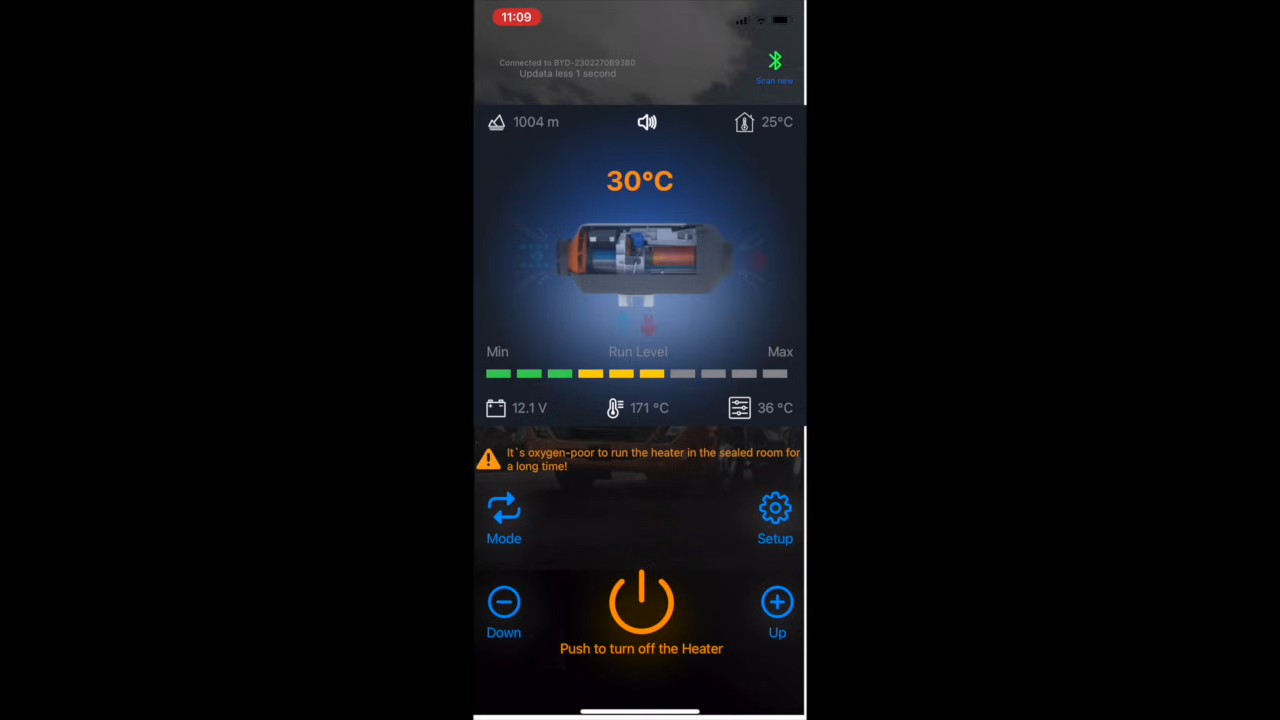 11:09
Connected to BYD-2302270B93B0
Updata less 1 second
Scan new
1004 m
25°C
30°C
Min Run Level Max
12.1 V 171 °C 36 °C
It`s oxygen-poor to run the heater in the sealed room for
a long time!
Mode Setup
Down Up
Push to turn off the Heater